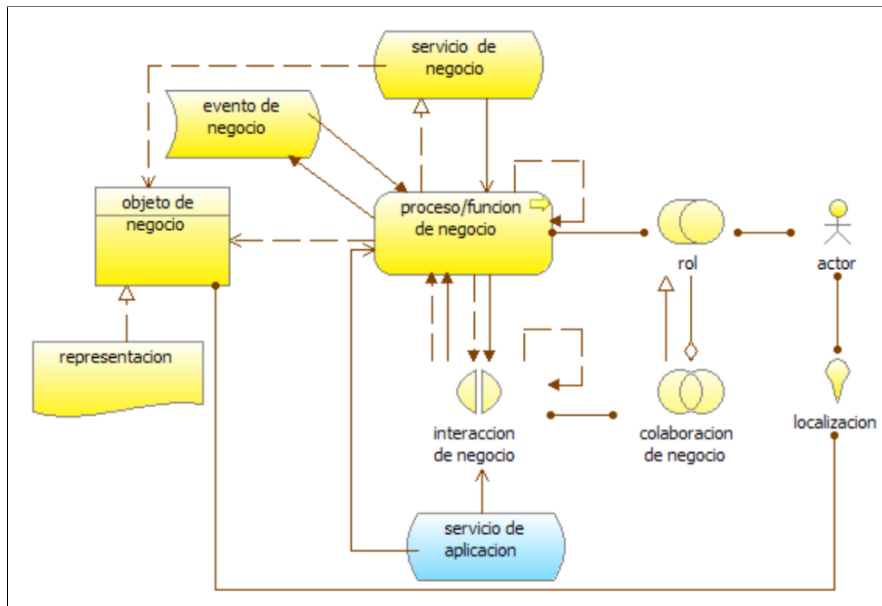 servicio de
negocio
evento de
negocio
objeto de
negocio
proceso/funcion
de negocio
rol
actor
representacion
interaccion
de negocio
colaboracion
de negocio
localizacion
servicio de
aplicacion